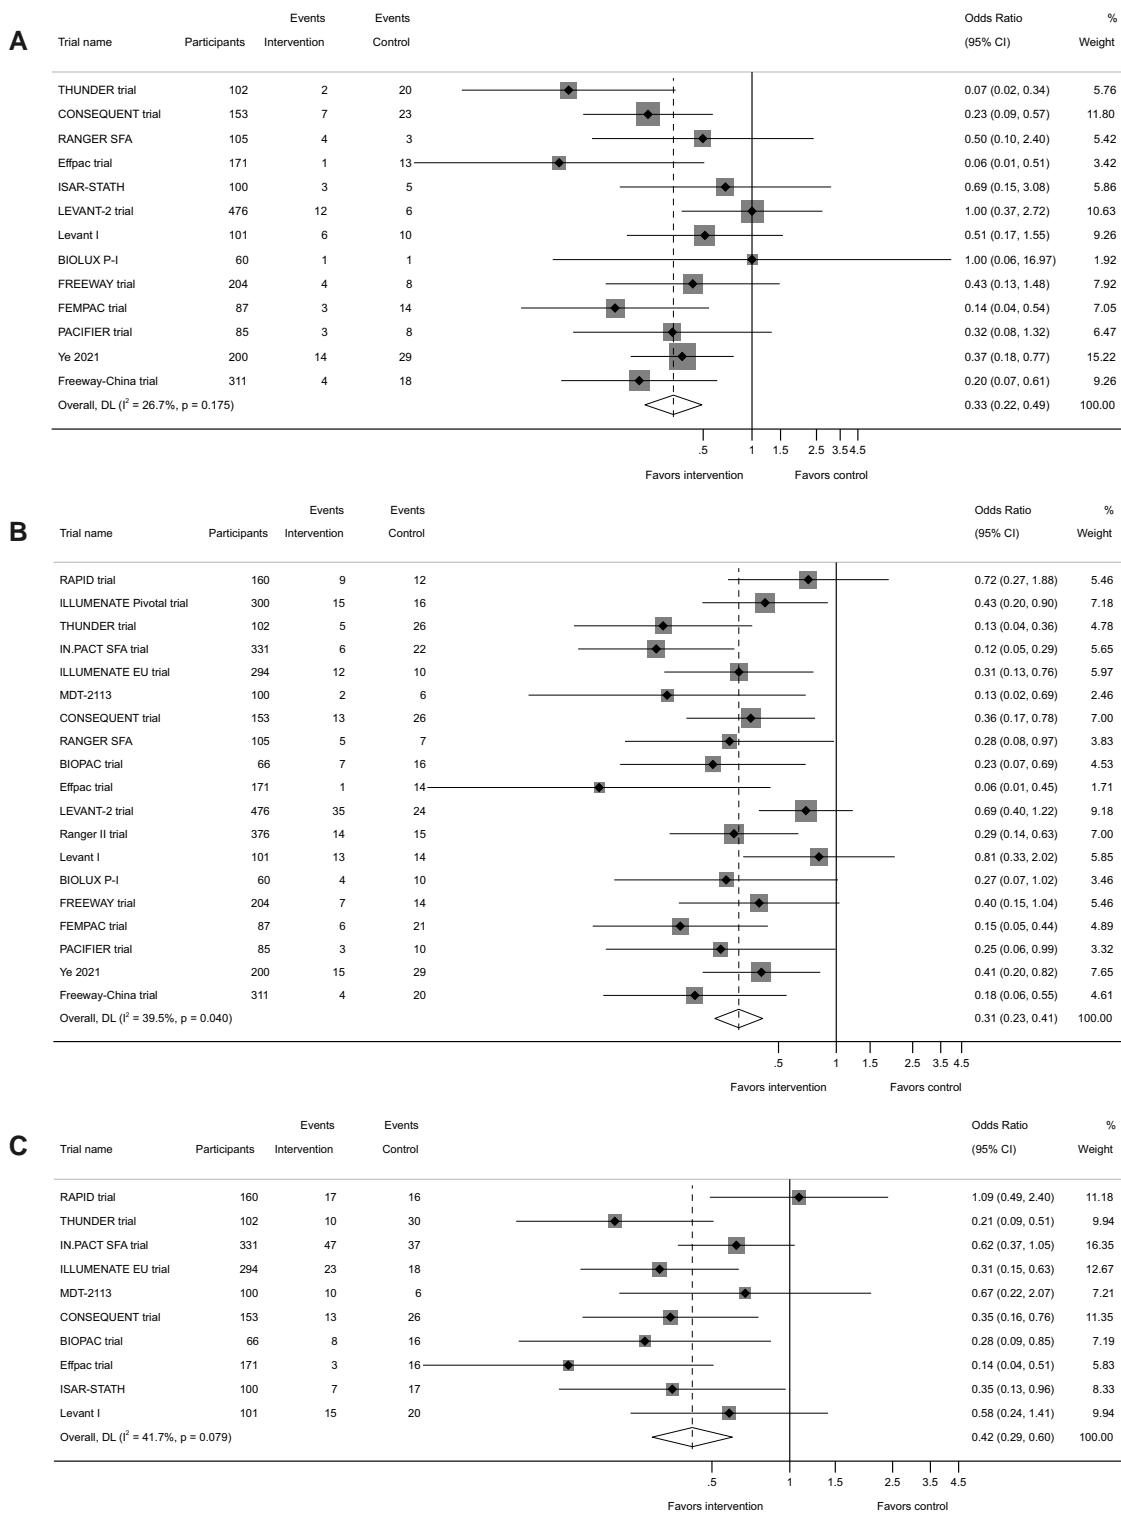 A
Events Events Odds Ratio %
Trial name Participants Intervention Control (95% CI) Weight
THUNDER trial 102 2 20 0.07 (0.02, 0.34) 5.76
CONSEQUENT trial 153 7 23 0.23 (0.09, 0.57) 11.80
RANGER SFA 105 4 3 0.50 (0.10, 2.40) 5.42
Effpac trial 171 1 13 0.06 (0.01, 0.51) 3.42
ISAR-STATH 100 3 5 0.69 (0.15, 3.08) 5.86
LEVANT-2 trial 476 12 6 1.00 (0.37, 2.72) 10.63
Levant I 101 6 10 0.51 (0.17, 1.55) 9.26
BIOLUX P-I 60 1 1 1.00 (0.06, 16.97) 1.92
FREEWAY trial 204 4 8 0.43 (0.13, 1.48) 7.92
FEMPAC trial 87 3 14 0.14 (0.04, 0.54) 7.05
PACIFIER trial 85 3 8 0.32 (0.08, 1.32) 6.47
Ye 2021 200 14 29 0.37 (0.18, 0.77) 15.22
Freeway-China trial 311 4 18 0.20 (0.07, 0.61) 9.26
Overall, DL (I² = 26.7%, p = 0.175) 0.33 (0.22, 0.49) 100.00
.5 1 1.5 2.5 3.5 4.5
Favors intervention Favors control
B
Events Events Odds Ratio %
Trial name Participants Intervention Control (95% CI) Weight
RAPID trial 160 9 12 0.72 (0.27, 1.88) 5.46
ILLUMENATE Pivotal trial 300 15 16 0.43 (0.20, 0.90) 7.18
THUNDER trial 102 5 26 0.13 (0.04, 0.36) 4.78
IN.PACT SFA trial 331 6 22 0.12 (0.05, 0.29) 5.65
ILLUMENATE EU trial 294 12 10 0.31 (0.13, 0.76) 5.97
MDT-2113 100 2 6 0.13 (0.02, 0.69) 2.46
CONSEQUENT trial 153 13 26 0.36 (0.17, 0.78) 7.00
RANGER SFA 105 5 7 0.28 (0.08, 0.97) 3.83
BIOPAC trial 66 7 16 0.23 (0.07, 0.69) 4.53
Effpac trial 171 1 14 0.06 (0.01, 0.45) 1.71
LEVANT-2 trial 476 35 24 0.69 (0.40, 1.22) 9.18
Ranger II trial 376 14 15 0.29 (0.14, 0.63) 7.00
Levant I 101 13 14 0.81 (0.33, 2.02) 5.85
BIOLUX P-I 60 4 10 0.27 (0.07, 1.02) 3.46
FREEWAY trial 204 7 14 0.40 (0.15, 1.04) 5.46
FEMPAC trial 87 6 21 0.15 (0.05, 0.44) 4.89
PACIFIER trial 85 3 10 0.25 (0.06, 0.99) 3.32
Ye 2021 200 15 29 0.41 (0.20, 0.82) 7.65
Freeway-China trial 311 4 20 0.18 (0.06, 0.55) 4.61
Overall, DL (I² = 39.5%, p = 0.040) 0.31 (0.23, 0.41) 100.00
.5 1 1.5 2.5 3.5 4.5
Favors intervention Favors control
C
Events Events Odds Ratio %
Trial name Participants Intervention Control (95% CI) Weight
RAPID trial 160 17 16 1.09 (0.49, 2.40) 11.18
THUNDER trial 102 10 30 0.21 (0.09, 0.51) 9.94
IN.PACT SFA trial 331 47 37 0.62 (0.37, 1.05) 16.35
ILLUMENATE EU trial 294 23 18 0.31 (0.15, 0.63) 12.67
MDT-2113 100 10 6 0.67 (0.22, 2.07) 7.21
CONSEQUENT trial 153 13 26 0.35 (0.16, 0.76) 11.35
BIOPAC trial 66 8 16 0.28 (0.09, 0.85) 7.19
Effpac trial 171 3 16 0.14 (0.04, 0.51) 5.83
ISAR-STATH 100 7 17 0.35 (0.13, 0.96) 8.33
Levant I 101 15 20 0.58 (0.24, 1.41) 9.94
Overall, DL (I² = 41.7%, p = 0.079) 0.42 (0.29, 0.60) 100.00
.5 1 1.5 2.5 3.5 4.5
Favors intervention Favors control